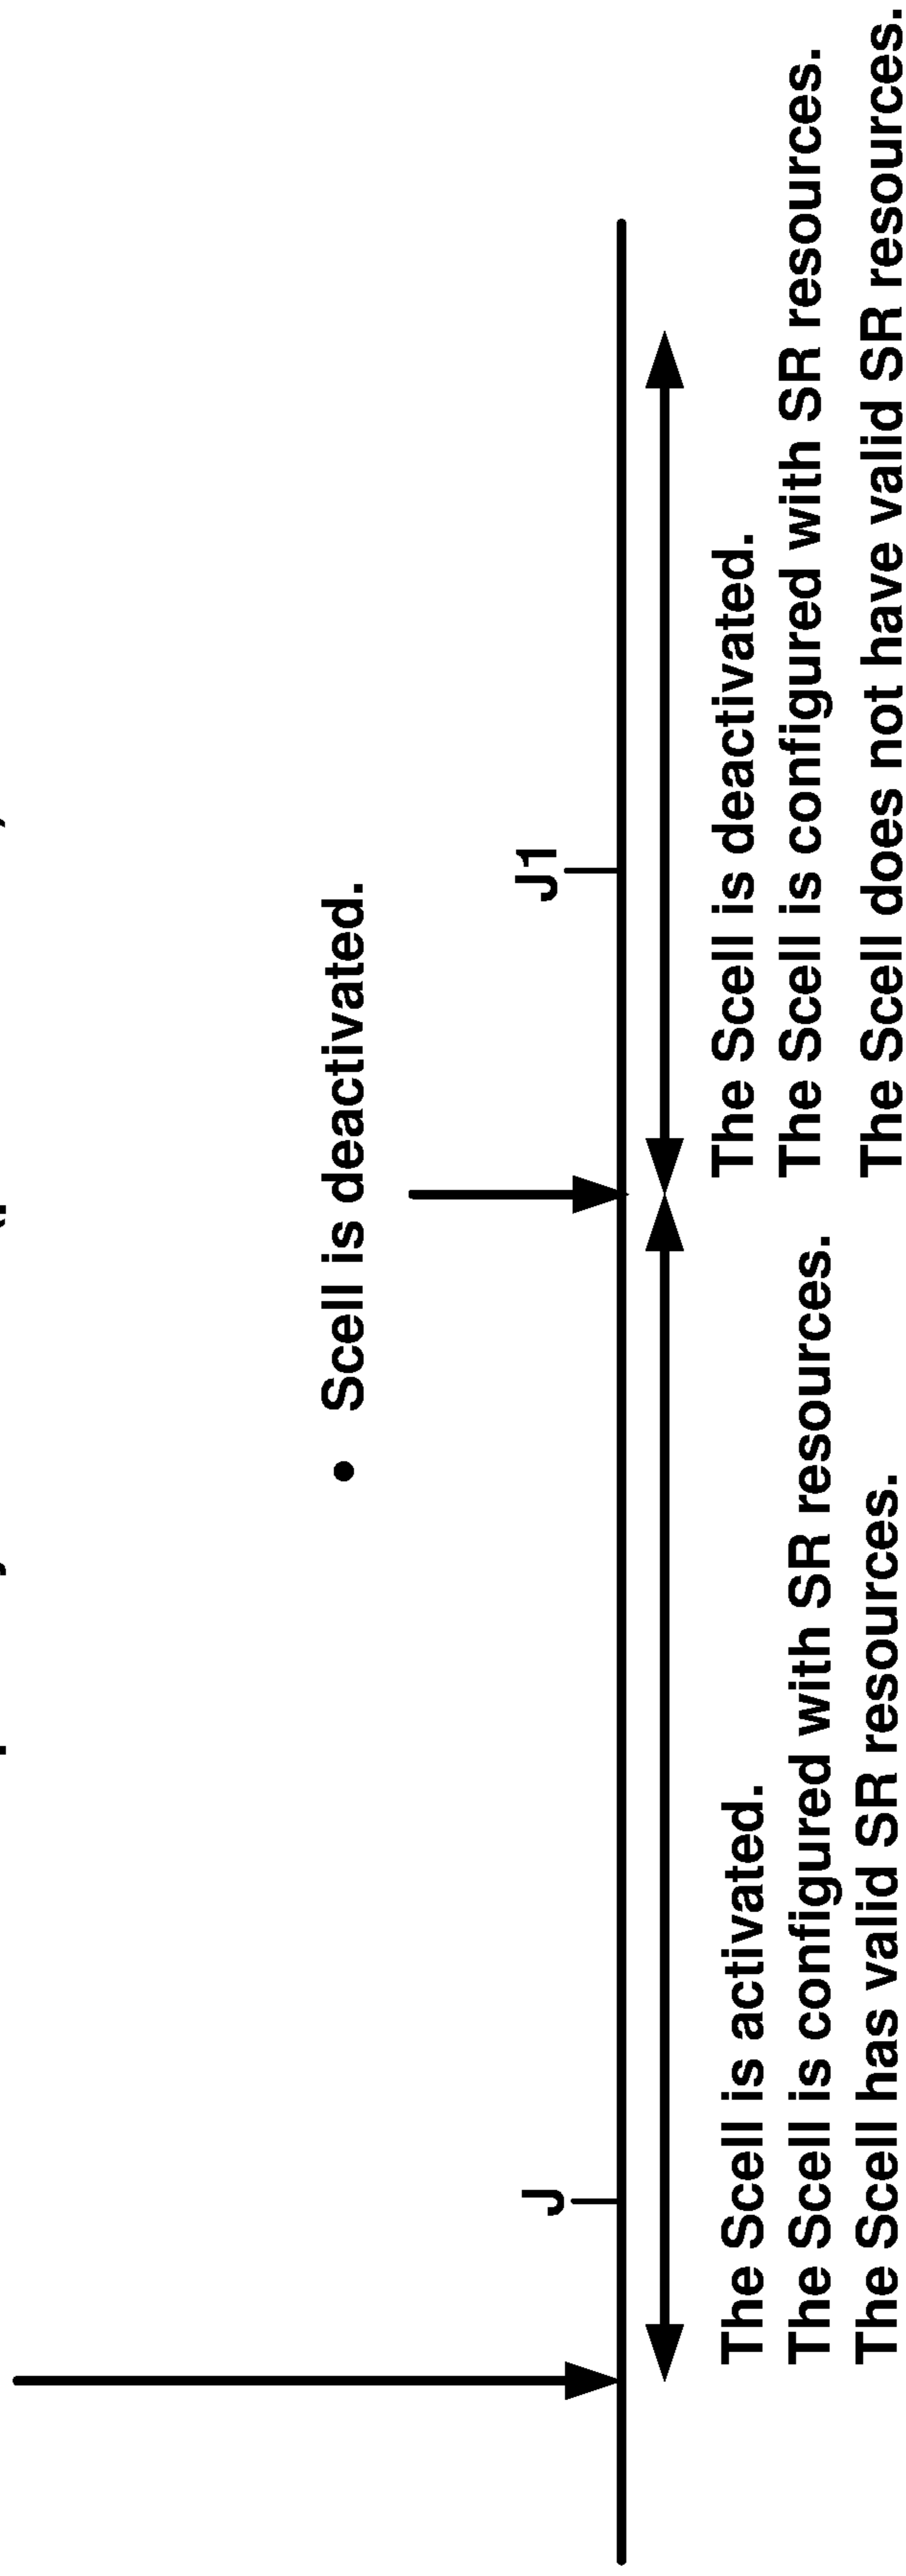 • Scell is deactivated.
J
J1
The Scell is activated.
The Scell is configured with SR resources.
The Scell has valid SR resources.
The Scell is deactivated.
The Scell is configured with SR resources.
The Scell does not have valid SR resources.